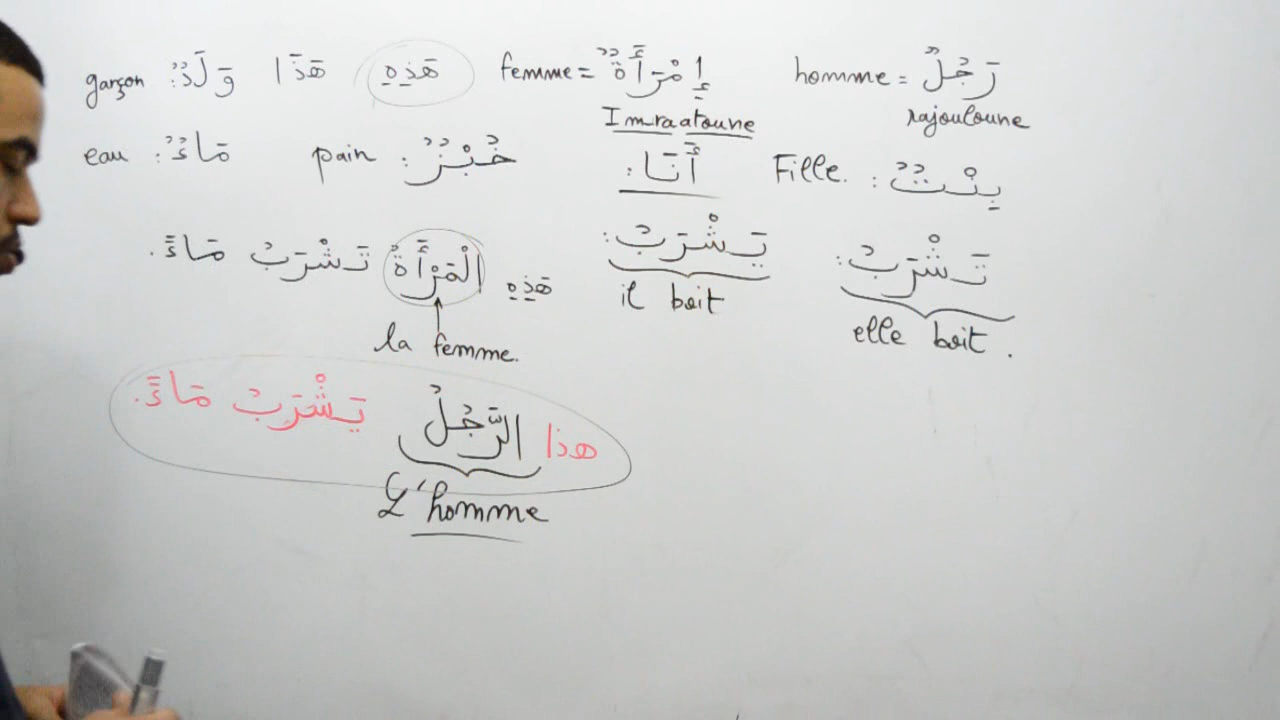 garçon وَلَدٌ: هَذَا هَذِهِ femme = إِمْرَأَةٌ homme = رَجُلٌ
Imraatoune rajouloune
eau مَاءٌ: pain خُبْزٌ: أَنَا: Fille. بِنْتٌ:
هَذِهِ الْمَرْأَةُ تَشْرَبُ مَاءً. يَشْرَبُ: تَشْرَبُ:
il boit elle boit.
la femme.
هذا الرَّجُلُ يَشْرَبُ مَاءً.
L'homme